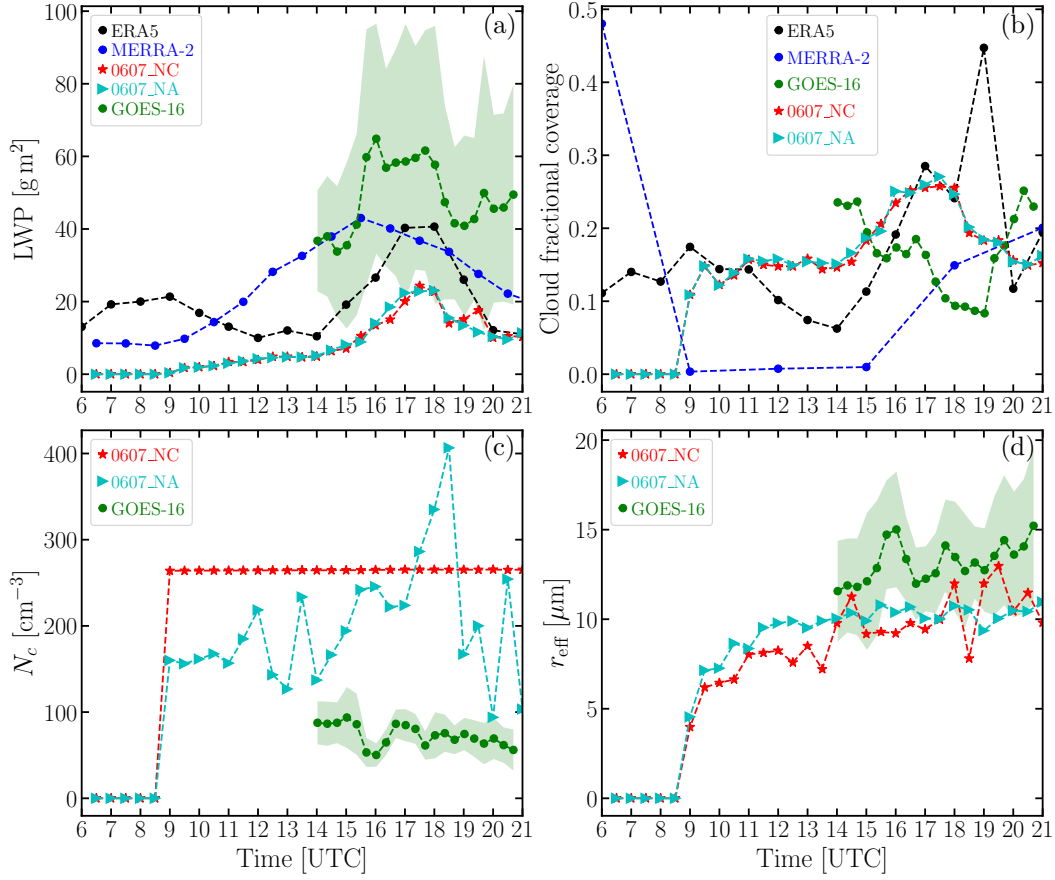 (a)
ERA5
MERRA-2
0607_NC
0607_NA
GOES-16
LWP [g m²]
100
80
60
40
20
0
6 7 8 9 10 11 12 13 14 15 16 17 18 19 20 21
(b)
ERA5
MERRA-2
GOES-16
0607_NC
0607_NA
Cloud fractional coverage
0.5
0.4
0.3
0.2
0.1
0.0
6 7 8 9 10 11 12 13 14 15 16 17 18 19 20 21
(c)
0607_NC
0607_NA
GOES-16
N_c [cm⁻³]
400
300
200
100
0
6 7 8 9 10 11 12 13 14 15 16 17 18 19 20 21
Time [UTC]
(d)
0607_NC
0607_NA
GOES-16
r_eff [μm]
20
15
10
5
0
6 7 8 9 10 11 12 13 14 15 16 17 18 19 20 21
Time [UTC]